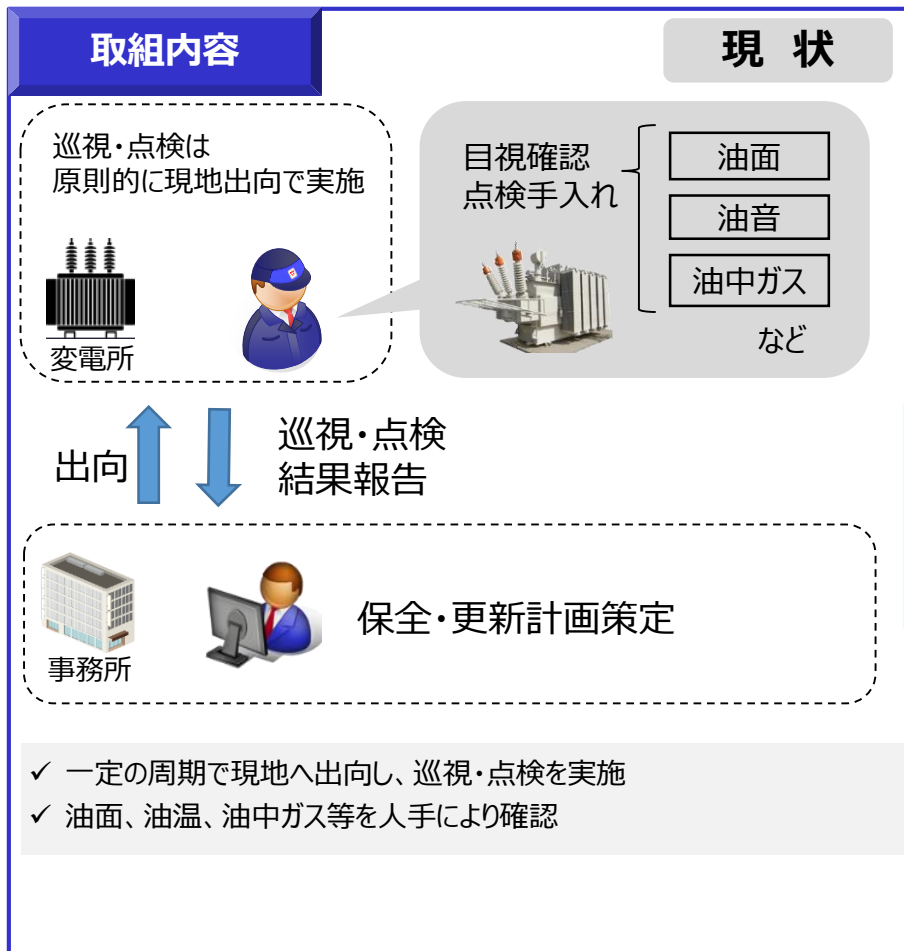 取組内容
現 状
巡視・点検は
原則的に現地出向で実施
目視確認
点検手入れ
油面
油音
油中ガス
など
変電所
出向
巡視・点検
結果報告
事務所
保全・更新計画策定
✓ 一定の周期で現地へ出向し、巡視・点検を実施
✓ 油面、油温、油中ガス等を人手により確認